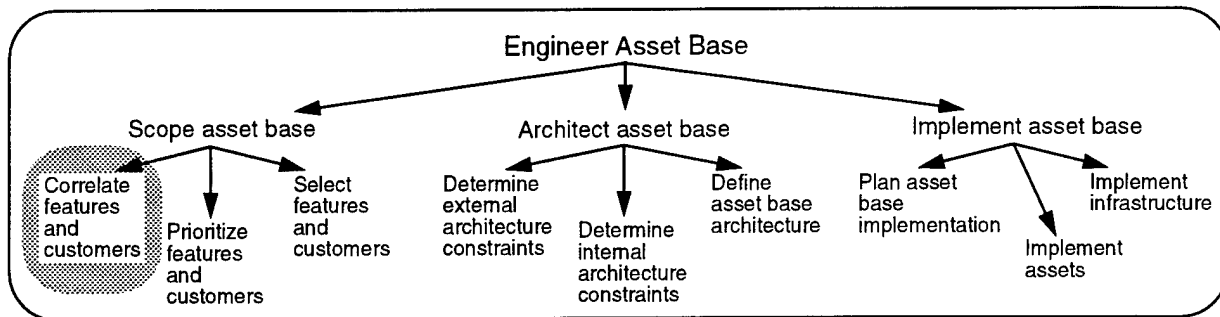 Engineer Asset Base
Scope asset base
Architect asset base
Implement asset base
Correlate
features
and
customers
Prioritize
features
and
customers
Select
features
and
customers
Determine
external
architecture
constraints
Determine
internal
architecture
constraints
Define
asset base
architecture
Plan asset
base
implementation
Implement
assets
Implement
infrastructure